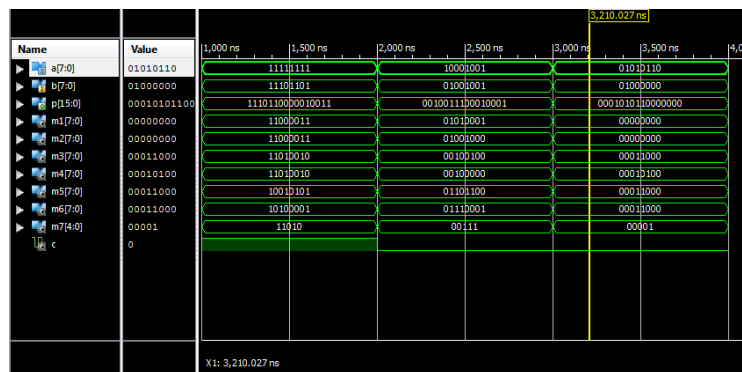 3,210.027 ns
1,000 ns 1,500 ns 2,000 ns 2,500 ns 3,000 ns 3,500 ns 4,0
Name Value
a[7:0] 01010110 11111111 10001001 01010110
b[7:0] 01000000 11101101 01001001 01000000
p[15:0] 00010101100 1110110000010011 0010011100010001 0001010110000000
m1[7:0] 00000000 11000011 01010001 00000000
m2[7:0] 00000000 11000011 01001000 00000000
m3[7:0] 00011000 11010010 00100100 00011000
m4[7:0] 00010100 11010010 00100000 00010100
m5[7:0] 00011000 10010101 01101100 00011000
m6[7:0] 00011000 10100001 01110001 00011000
m7[4:0] 00001 11010 00111 00001
c 0
X1: 3,210.027 ns